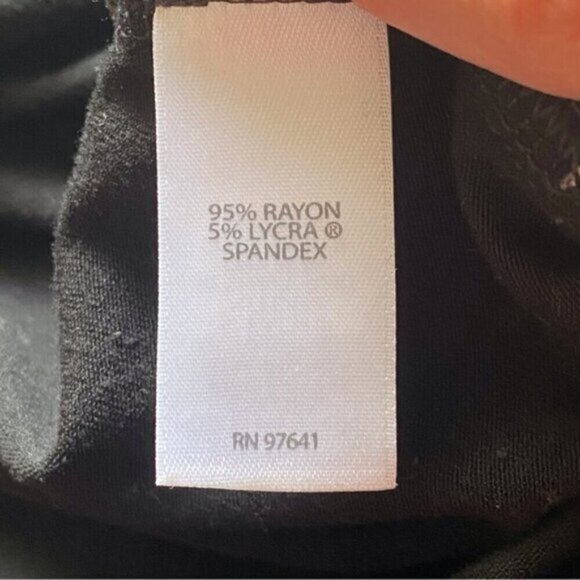 95% RAYON
5% LYCRA ®
SPANDEX
RN 97641